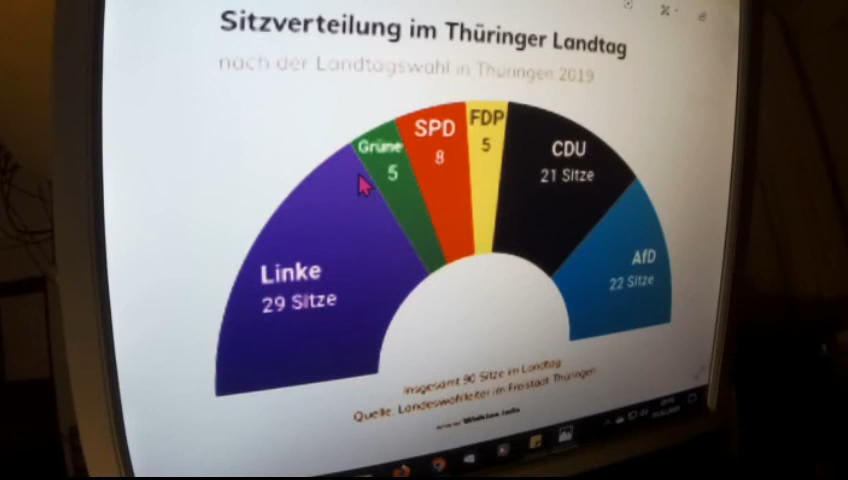 Sitzverteilung im Thüringer Landtag
nach der Landtagswahl in Thüringen 2019
Grüne
5
SPD
8
FDP
5
CDU
21 Sitze
Linke
29 Sitze
AfD
22 Sitze
Insgesamt 90 Sitze im Landtag
Quelle: Landeswahlleiter im Freistaat Thüringen